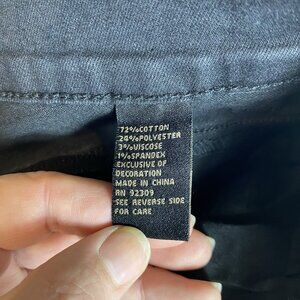 72%COTTON
24%POLYESTER
3%VISCOSE
1%SPANDEX
EXCLUSIVE OF
DECORATION
MADE IN CHINA
RN 92309
SEE REVERSE SIDE
FOR CARE